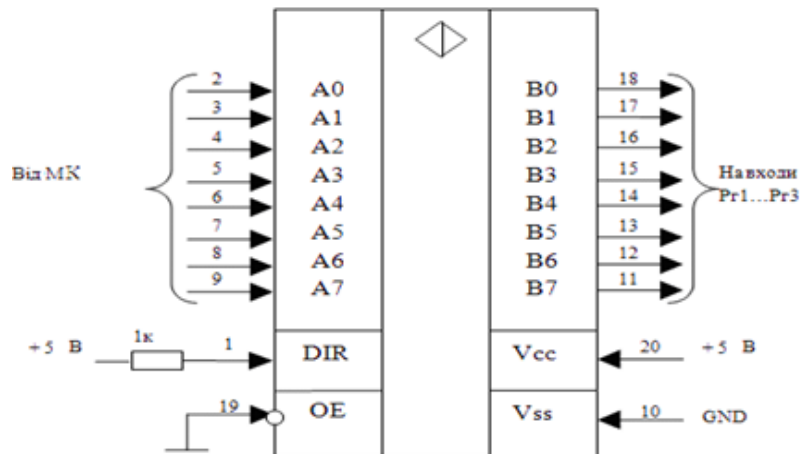 2 A0 B0 18
3 A1 B1 17
4 A2 B2 16
Від МК 5 A3 B3 15 На входи
6 A4 B4 14 Рг1...Рг3
7 A5 B5 13
8 A6 B6 12
9 A7 B7 11
+5 В 1к 1 DIR Vcc 20 +5 В
19 OE Vss 10 GND